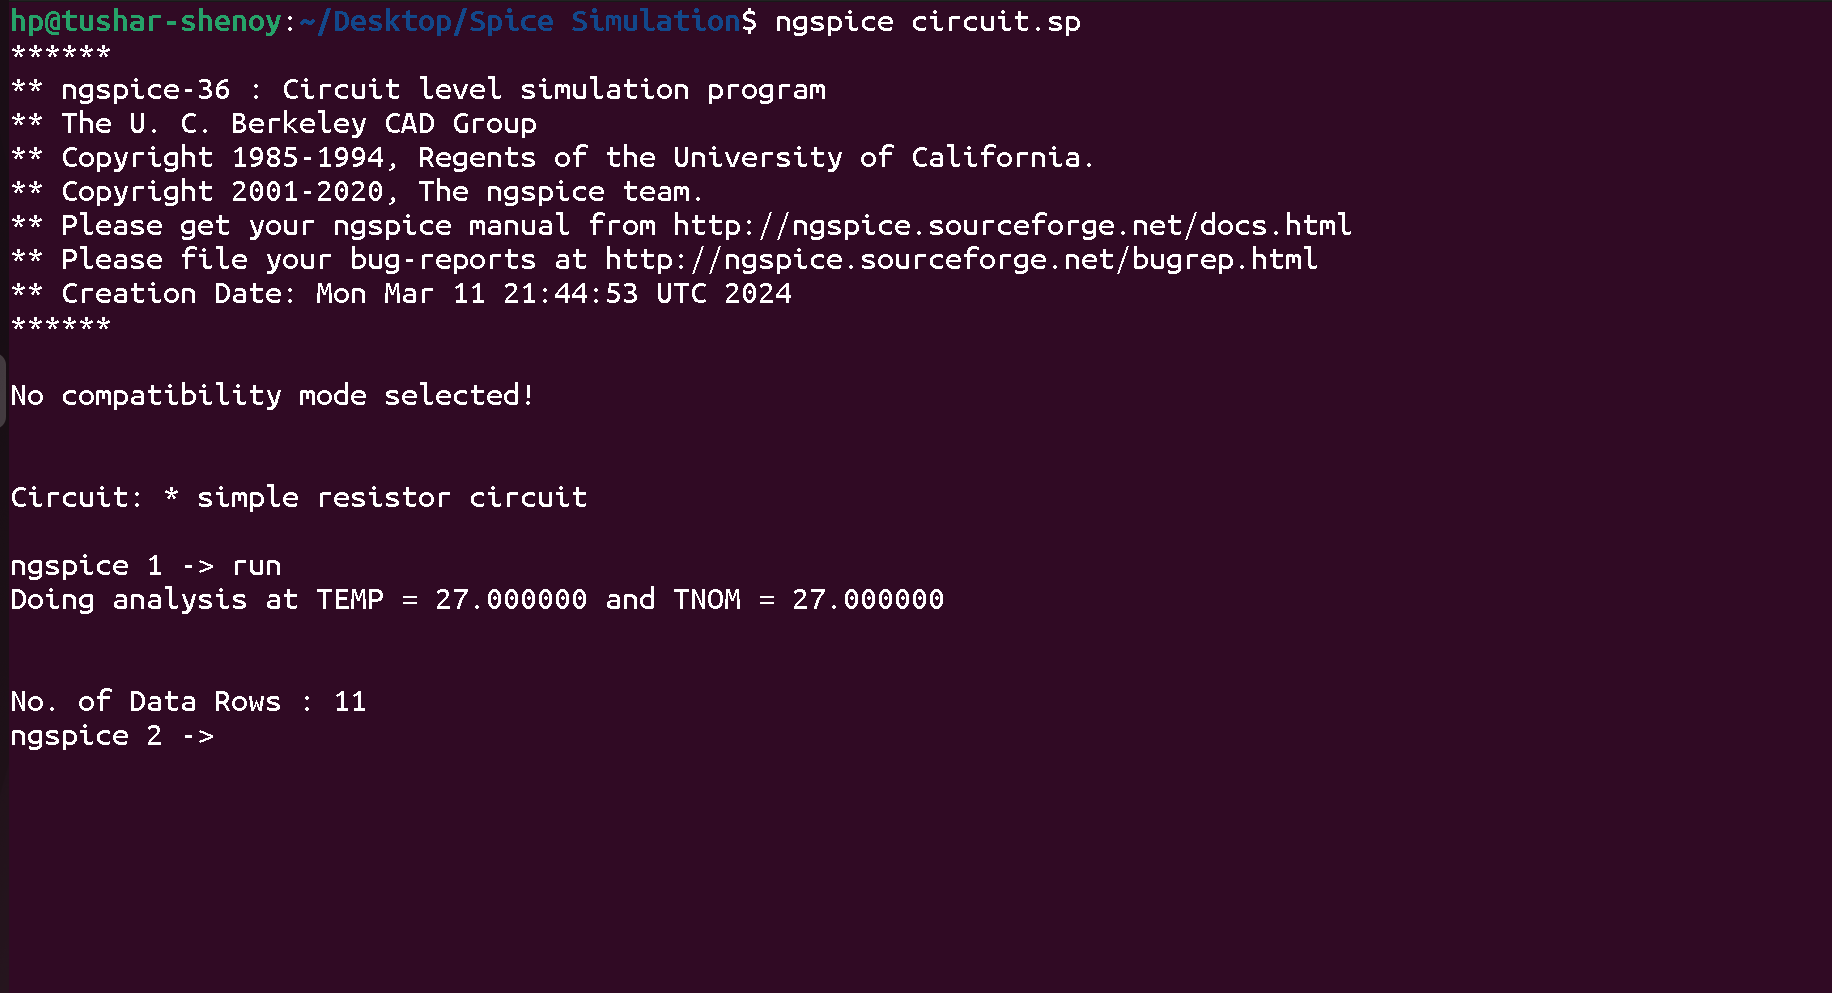 hp@tushar-shenoy:~/Desktop/Spice Simulation$ ngspice circuit.sp
******
** ngspice-36 : Circuit level simulation program
** The U. C. Berkeley CAD Group
** Copyright 1985-1994, Regents of the University of California.
** Copyright 2001-2020, The ngspice team.
** Please get your ngspice manual from http://ngspice.sourceforge.net/docs.html
** Please file your bug-reports at http://ngspice.sourceforge.net/bugrep.html
** Creation Date: Mon Mar 11 21:44:53 UTC 2024
******
No compatibility mode selected!
Circuit: * simple resistor circuit
ngspice 1 -> run
Doing analysis at TEMP = 27.000000 and TNOM = 27.000000
No. of Data Rows : 11
ngspice 2 ->